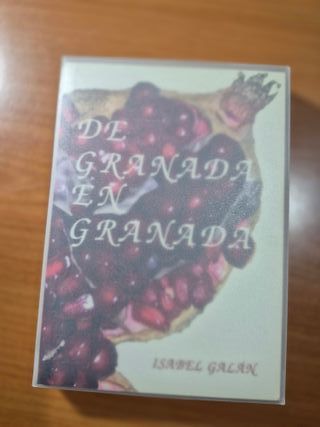 DE
GRANADA
EN
GRANADA
ISABEL GALÁN